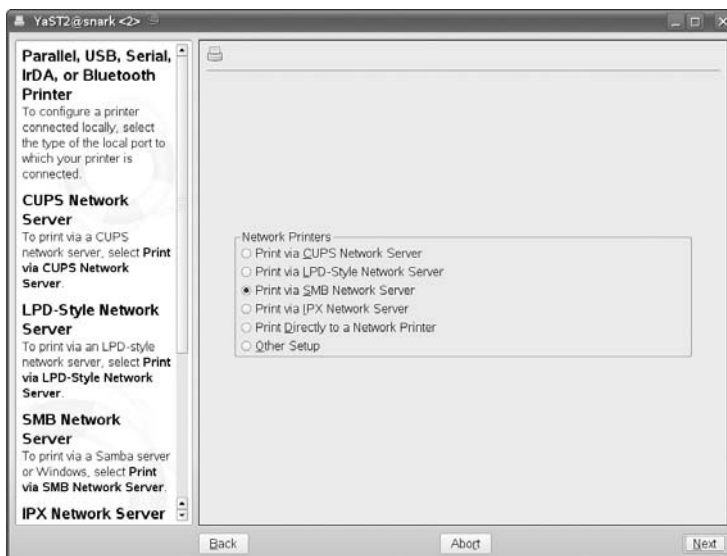 YaST2@snark <2>
Parallel, USB, Serial,
IrDA, or Bluetooth
Printer
To configure a printer
connected locally, select
the type of the local port to
which your printer is
connected.
CUPS Network
Server
To print via a CUPS
network server, select Print
via CUPS Network
Server.
LPD-Style Network
Server
To print via an LPD-style
network server, select Print
via LPD-Style Network
Server.
SMB Network
Server
To print via a Samba server
or Windows, select Print
via SMB Network Server.
IPX Network Server
Network Printers
Print via CUPS Network Server
Print via LPD-Style Network Server
Print via SMB Network Server
Print via IPX Network Server
Print Directly to a Network Printer
Other Setup
Back
Abort
Next